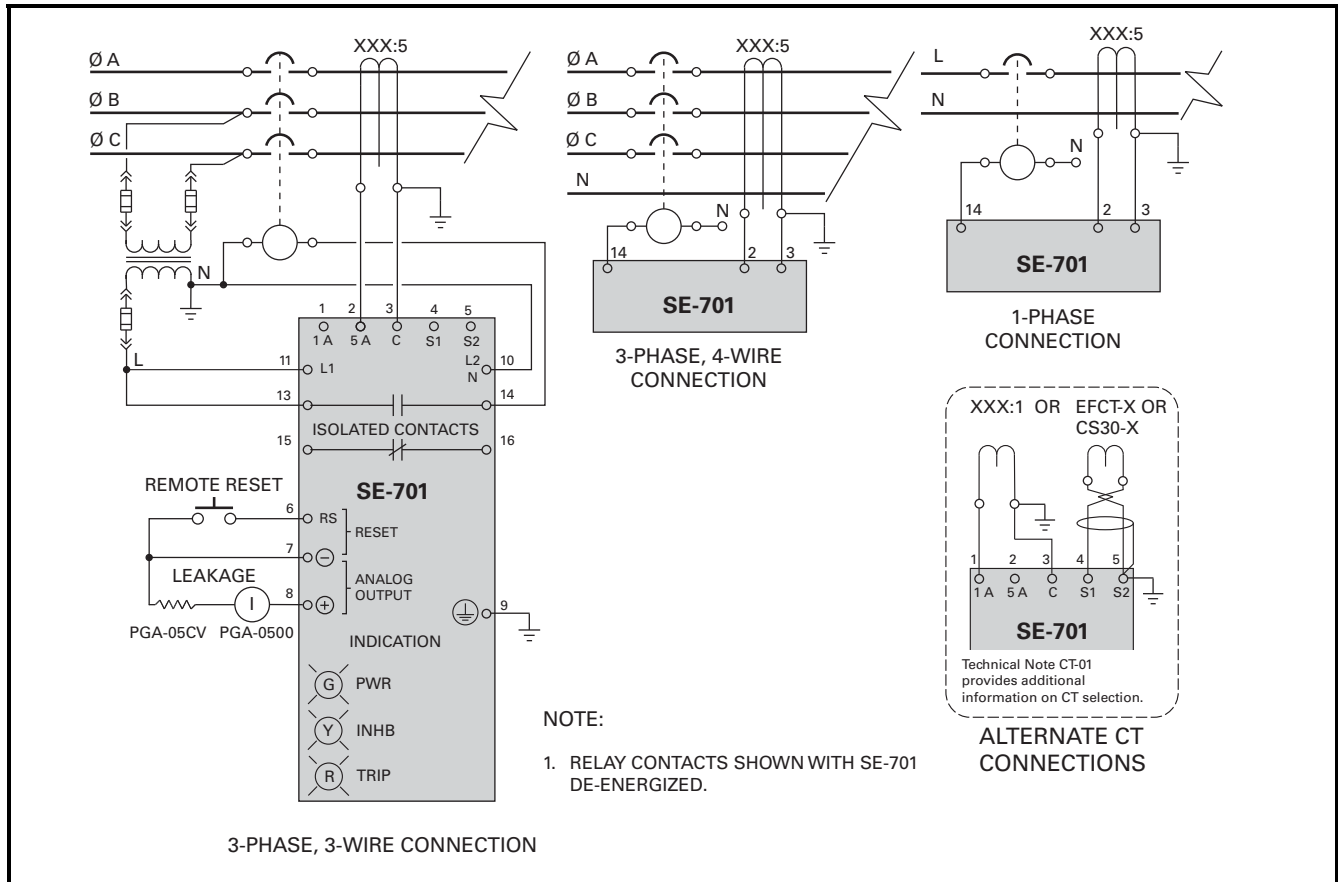 Ø A
XXX:5
Ø B
Ø C
N
L
1 2 3 4 5
1 A 5 A C S1 S2
11 L1
L2 10
N
13 14
ISOLATED CONTACTS
15 16
SE-701
REMOTE RESET
6 RS
RESET
7 −
LEAKAGE
ANALOG
OUTPUT
I 8 +
PGA-05CV PGA-0500
9
INDICATION
G PWR
Y INHB
R TRIP
3-PHASE, 3-WIRE CONNECTION
XXX:5
Ø A
Ø B
Ø C
N
N
14 2 3
SE-701
3-PHASE, 4-WIRE
CONNECTION
XXX:5
L
N
N
14 2 3
SE-701
1-PHASE
CONNECTION
XXX:1 OR EFCT-X OR
CS30-X
1 2 3 4 5
1 A 5 A C S1 S2
SE-701
Technical Note CT-01
provides additional
information on CT selection.
ALTERNATE CT
CONNECTIONS
NOTE:
1. RELAY CONTACTS SHOWN WITH SE-701
DE-ENERGIZED.